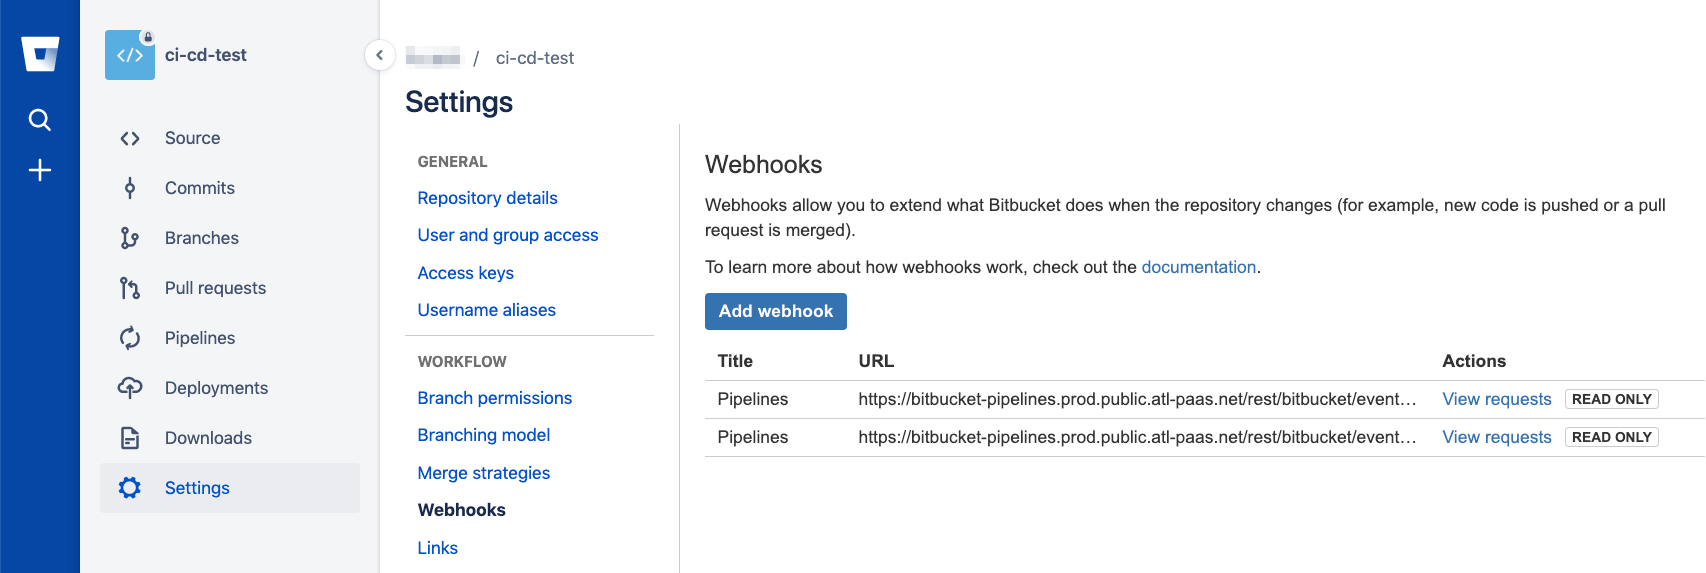 ci-cd-test
Source
Commits
Branches
Pull requests
Pipelines
Deployments
Downloads
Settings
/ ci-cd-test
Settings
GENERAL
Repository details
User and group access
Access keys
Username aliases
WORKFLOW
Branch permissions
Branching model
Merge strategies
Webhooks
Links
Webhooks
Webhooks allow you to extend what Bitbucket does when the repository changes (for example, new code is pushed or a pull
request is merged).
To learn more about how webhooks work, check out the documentation.
Add webhook
Title URL Actions
Pipelines https://bitbucket-pipelines.prod.public.atl-paas.net/rest/bitbucket/event… View requests READ ONLY
Pipelines https://bitbucket-pipelines.prod.public.atl-paas.net/rest/bitbucket/event… View requests READ ONLY